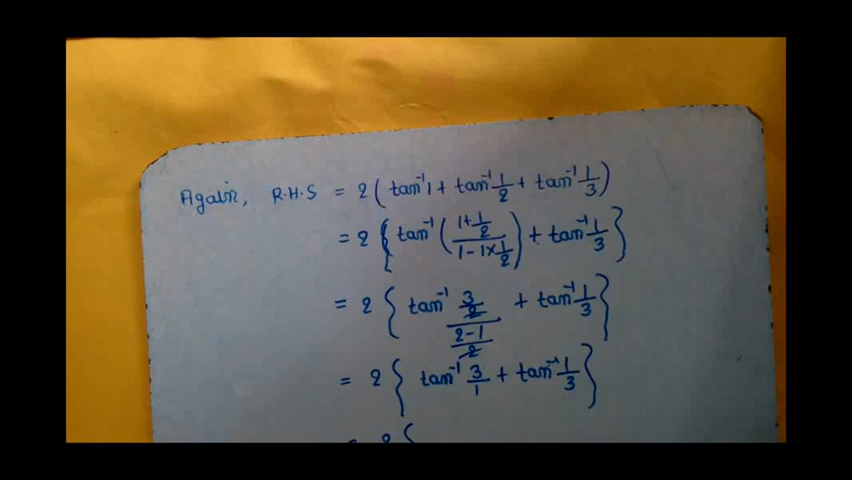 Again, R.H.S = 2 ( tan⁻¹1 + tan⁻¹ 1/2 + tan⁻¹ 1/3 )
= 2 { tan⁻¹ ( (1 + 1/2) / (1 - 1 × 1/2) ) + tan⁻¹ 1/3 }
= 2 { tan⁻¹ (3/2) / ((2-1)/2) + tan⁻¹ 1/3 }
= 2 { tan⁻¹ 3/1 + tan⁻¹ 1/3 }